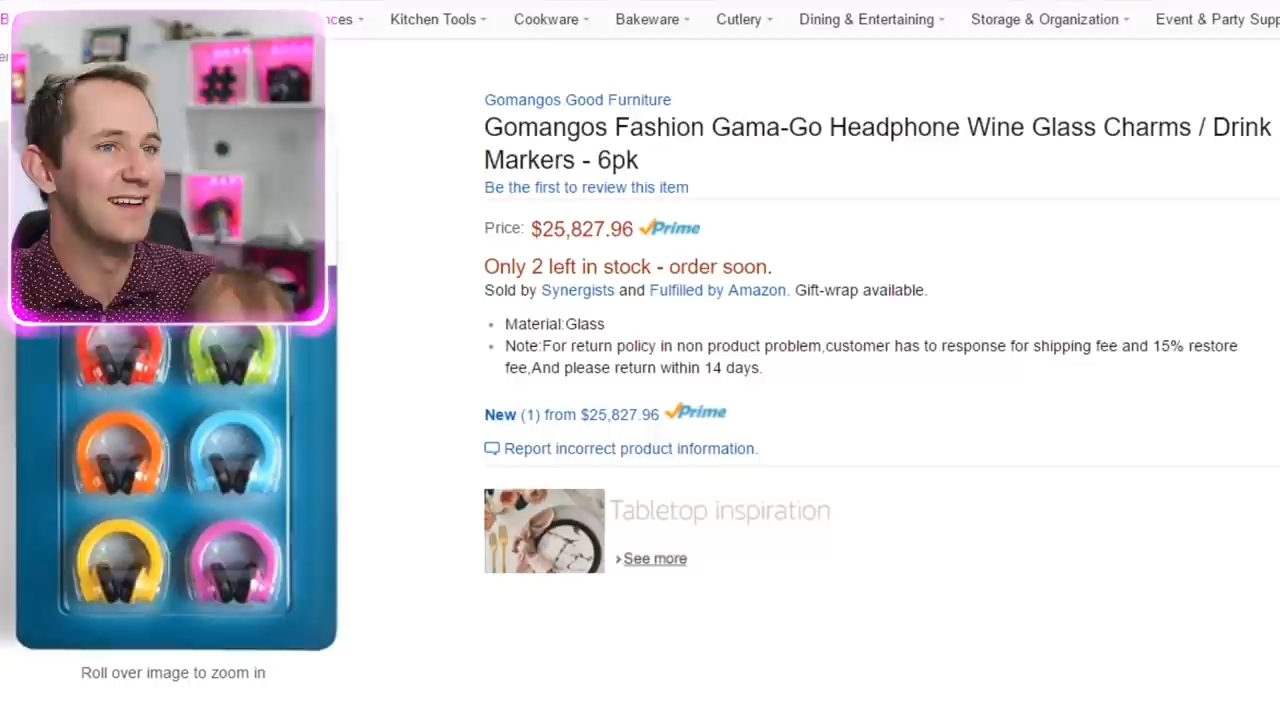 B
nces
Kitchen Tools
Cookware
Bakeware
Cutlery
Dining & Entertaining
Storage & Organization
Event & Party Supp
er
Gomangos Good Furniture
Gomangos Fashion Gama-Go Headphone Wine Glass Charms / Drink
Markers - 6pk
Be the first to review this item
Price: $25,827.96 Prime
Only 2 left in stock - order soon.
Sold by Synergists and Fulfilled by Amazon. Gift-wrap available.
Material:Glass
Note:For return policy in non product problem,customer has to response for shipping fee and 15% restore
fee,And please return within 14 days.
New (1) from $25,827.96 Prime
Report incorrect product information.
Tabletop inspiration
See more
Roll over image to zoom in